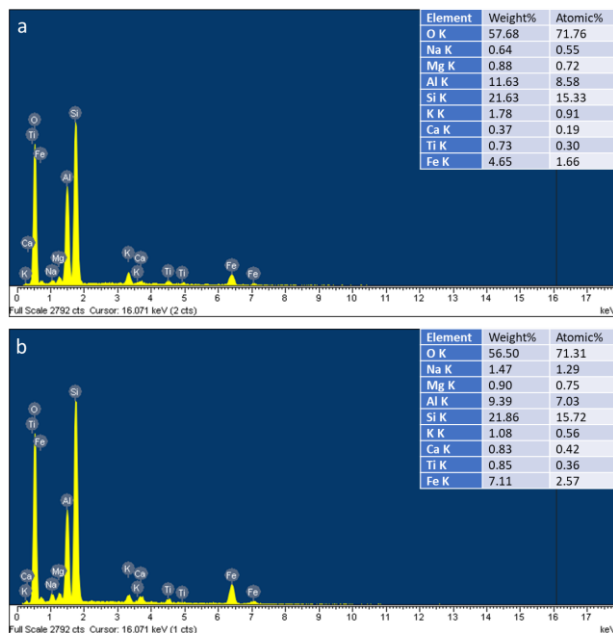 a
Element Weight% Atomic%
O K 57.68 71.76
Na K 0.64 0.55
Mg K 0.88 0.72
Al K 11.63 8.58
Si K 21.63 15.33
K K 1.78 0.91
Ca K 0.37 0.19
Ti K 0.73 0.30
Fe K 4.65 1.66
Si
O
Ti
Fe
Al
Ca
Mg
K
Na
K
Ca
K
Ti
Ti
Fe
Fe
0 1 2 3 4 5 6 7 8 9 10 11 12 13 14 15 16 17
Full Scale 2792 cts Cursor: 16.071 keV (2 cts) keV
b
Element Weight% Atomic%
O K 56.50 71.31
Na K 1.47 1.29
Mg K 0.90 0.75
Al K 9.39 7.03
Si K 21.86 15.72
K K 1.08 0.56
Ca K 0.83 0.42
Ti K 0.85 0.36
Fe K 7.11 2.57
Si
O
Ti
Fe
Al
Ca
Mg
K
Na
K
Ca
K
Ti
Ti
Fe
Fe
0 1 2 3 4 5 6 7 8 9 10 11 12 13 14 15 16 17
Full Scale 2792 cts Cursor: 16.071 keV (1 cts) keV